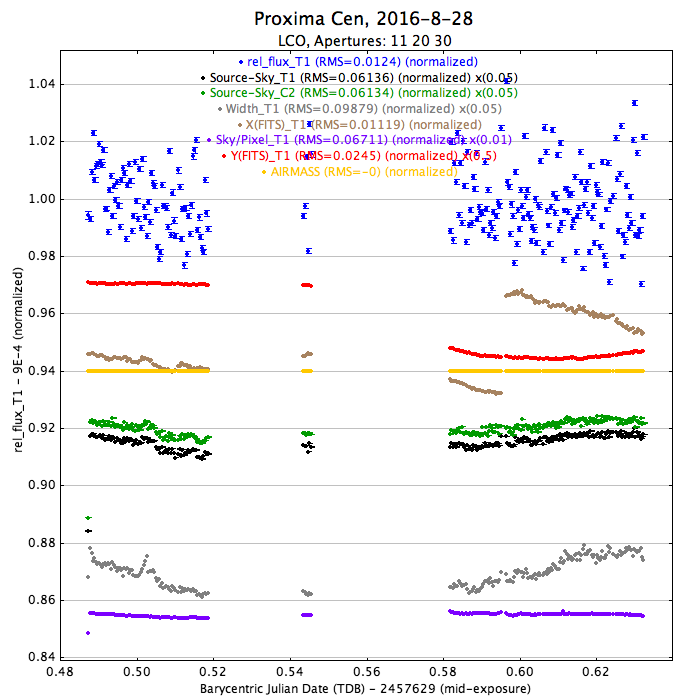 Proxima Cen, 2016-8-28
LCO, Apertures: 11 20 30
rel_flux_T1 (RMS=0.0124) (normalized)
Source-Sky_T1 (RMS=0.06136) (normalized) x(0.05)
Source-Sky_C2 (RMS=0.06134) (normalized) x(0.05)
Width_T1 (RMS=0.09879) (normalized) x(0.05)
X(FITS)_T1 (RMS=0.01119) (normalized)
Sky/Pixel_T1 (RMS=0.06711) (normalized) x(0.01)
Y(FITS)_T1 (RMS=0.0245) (normalized) x(0.5)
AIRMASS (RMS=~0) (normalized)
rel_flux_T1 - 9E-4 (normalized)
1.04
1.02
1.00
0.98
0.96
0.94
0.92
0.90
0.88
0.86
0.84
0.48 0.50 0.52 0.54 0.56 0.58 0.60 0.62
Barycentric Julian Date (TDB) - 2457629 (mid-exposure)